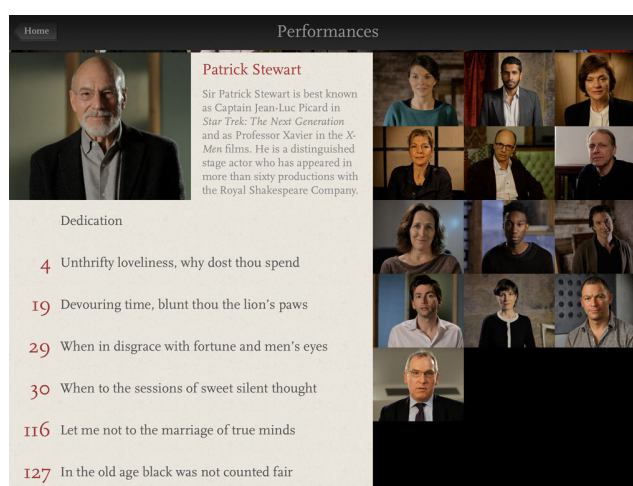 Home
Performances
Patrick Stewart
Sir Patrick Stewart is best known
as Captain Jean-Luc Picard in
Star Trek: The Next Generation
and as Professor Xavier in the X-
Men films. He is a distinguished
stage actor who has appeared in
more than sixty productions with
the Royal Shakespeare Company.
Dedication
4 Unthrifty loveliness, why dost thou spend
19 Devouring time, blunt thou the lion's paws
29 When in disgrace with fortune and men's eyes
30 When to the sessions of sweet silent thought
116 Let me not to the marriage of true minds
127 In the old age black was not counted fair